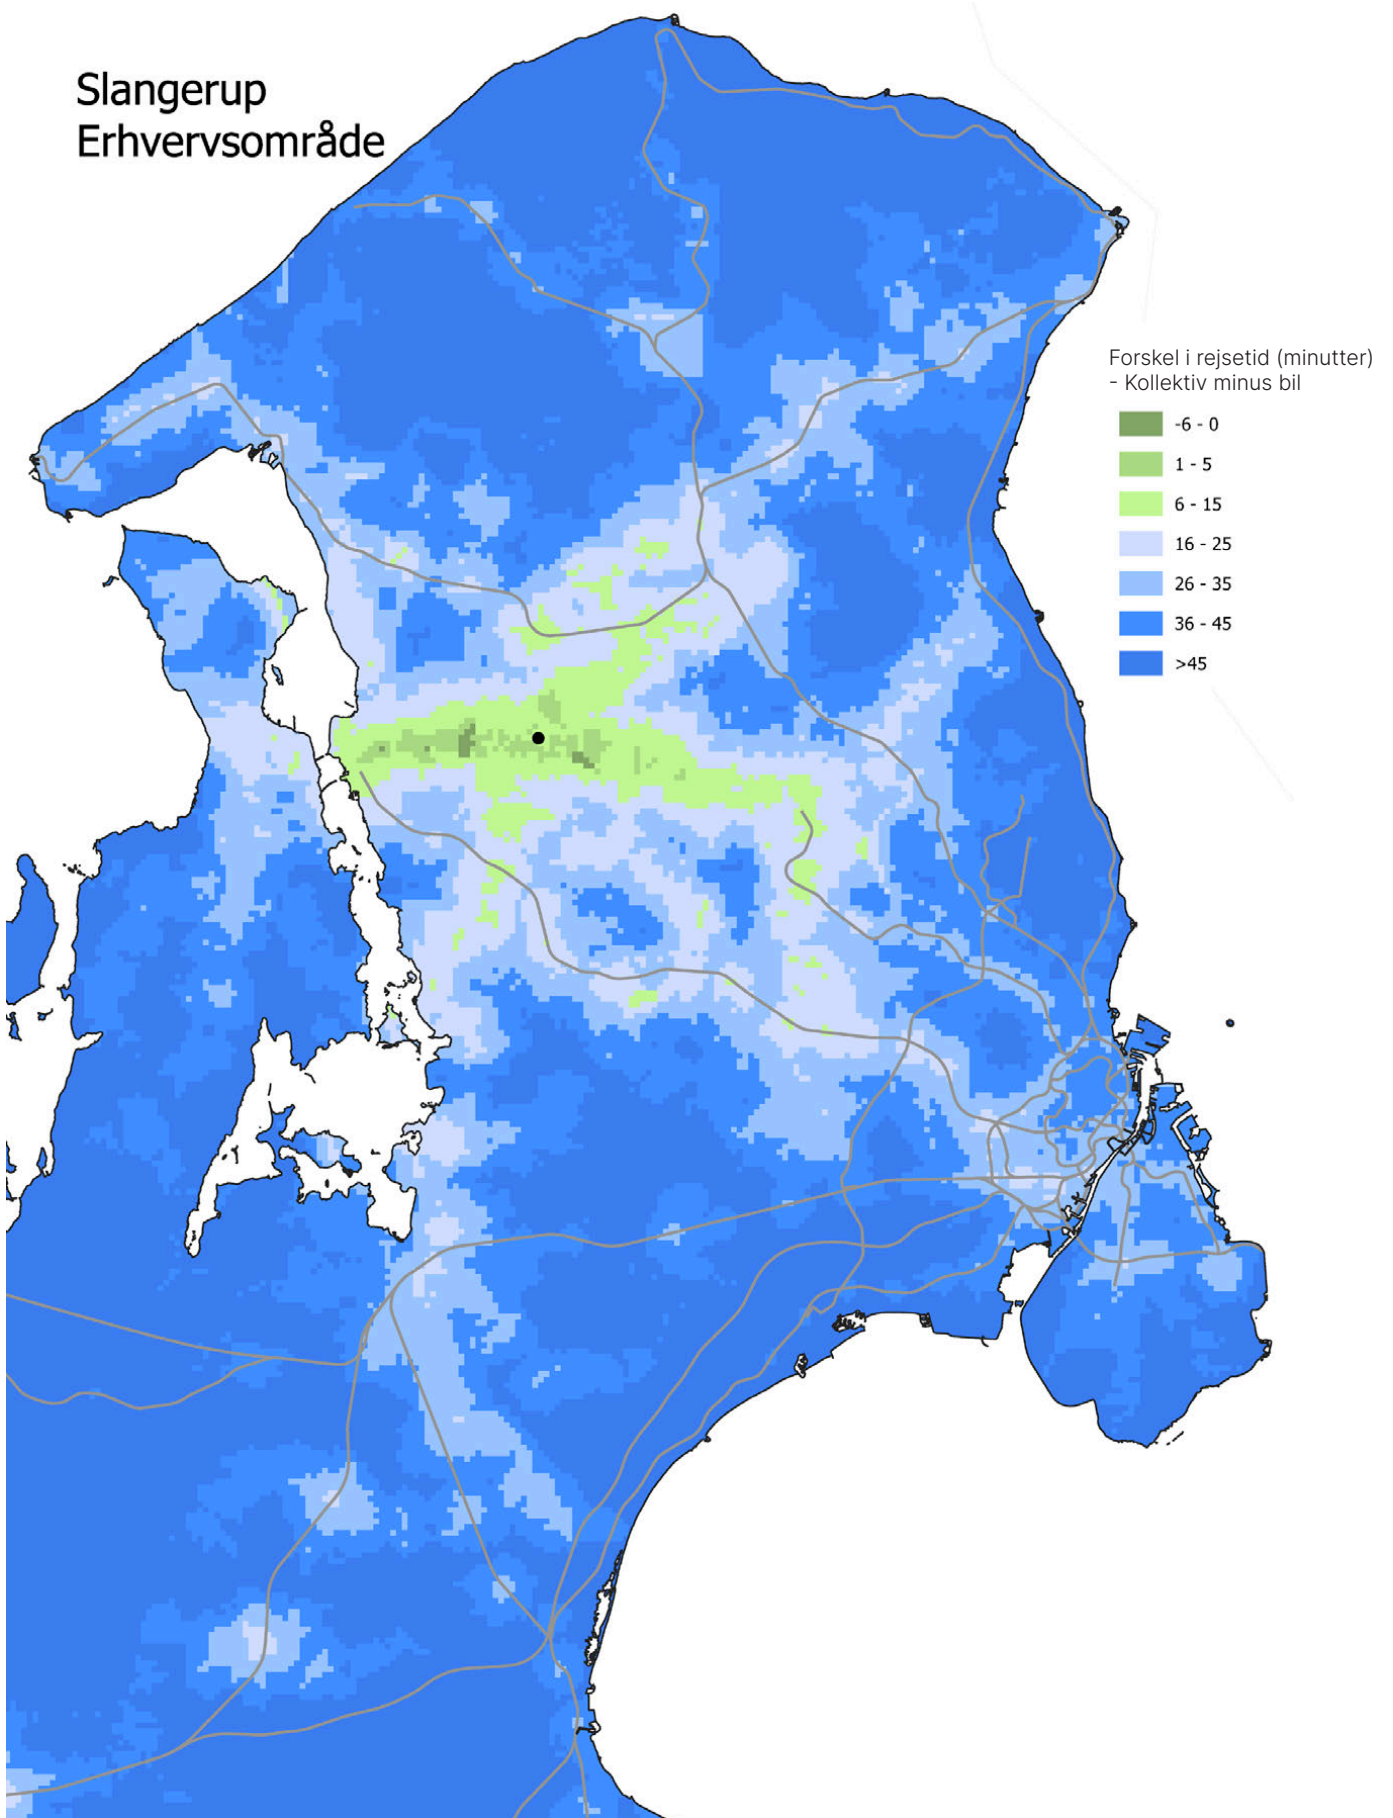 Slangerup
Erhvervsområde
Forskel i rejsetid (minutter)
- Kollektiv minus bil
-6 - 0
1 - 5
6 - 15
16 - 25
26 - 35
36 - 45
>45